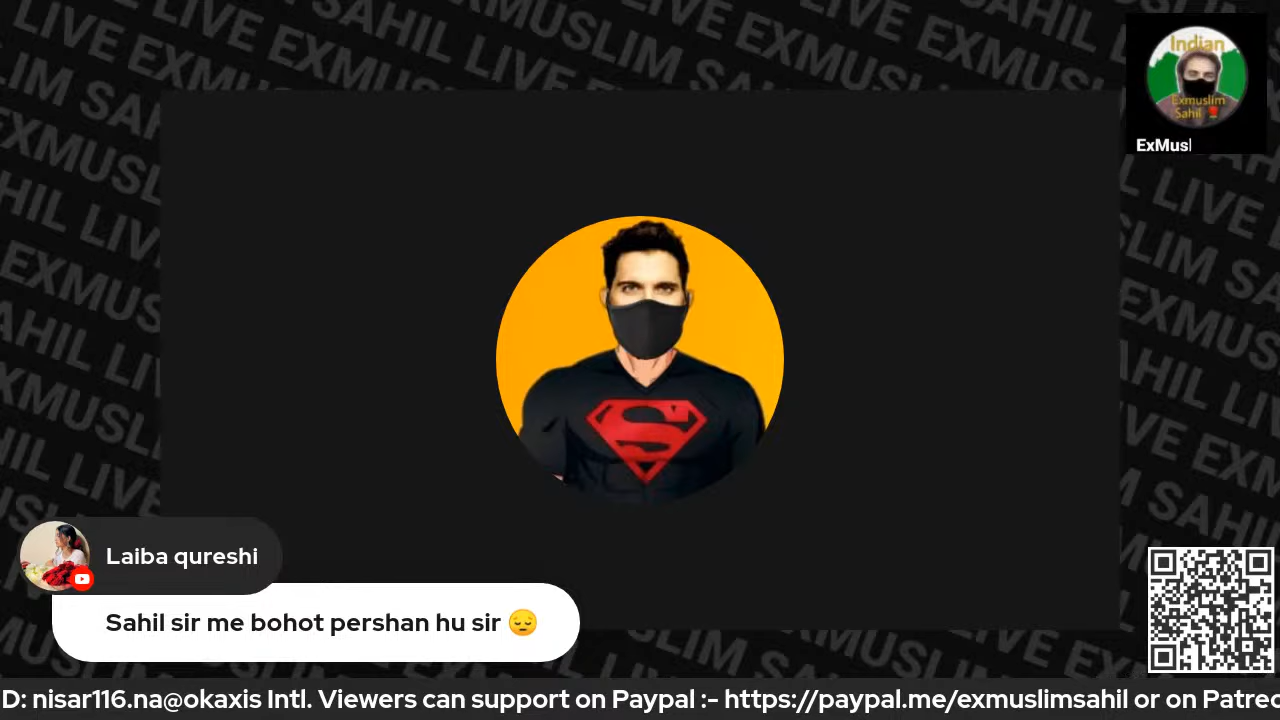 Indian
Exmuslim
Sahil
ExMusl
Laiba qureshi
Sahil sir me bohot pershan hu sir 😔
D: nisar116.na@okaxis Intl. Viewers can support on Paypal :- https://paypal.me/exmuslimsahil or on Patreo